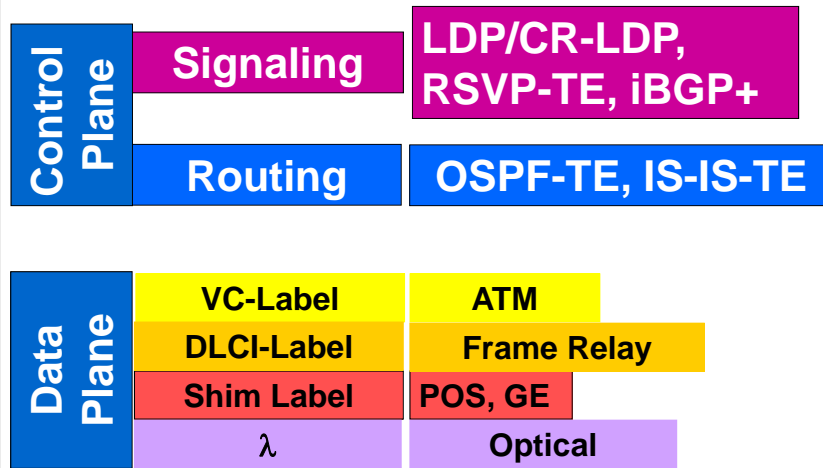 Control
Plane
Signaling
LDP/CR-LDP,
RSVP-TE, iBGP+
Routing
OSPF-TE, IS-IS-TE
Data
Plane
VC-Label
ATM
DLCI-Label
Frame Relay
Shim Label
POS, GE
λ
Optical